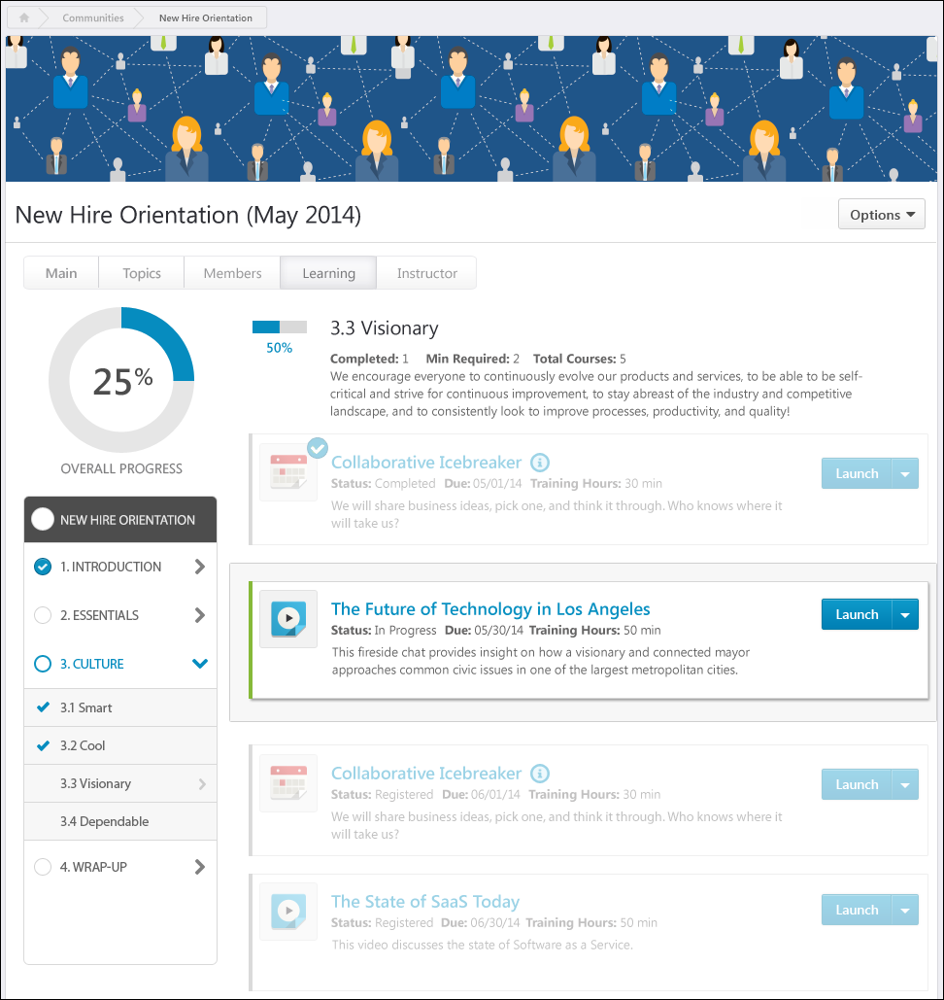 Communities
New Hire Orientation
New Hire Orientation (May 2014)
Options
Main
Topics
Members
Learning
Instructor
25%
OVERALL PROGRESS
50%
3.3 Visionary
Completed: 1 Min Required: 2 Total Courses: 5
We encourage everyone to continuously evolve our products and services, to be able to be self-
critical and strive for continuous improvement, to stay abreast of the industry and competitive
landscape, and to consistently look to improve processes, productivity, and quality!
NEW HIRE ORIENTATION
1. INTRODUCTION
2. ESSENTIALS
3. CULTURE
3.1 Smart
3.2 Cool
3.3 Visionary
3.4 Dependable
4. WRAP-UP
Collaborative Icebreaker
Status: Completed Due: 05/01/14 Training Hours: 30 min
We will share business ideas, pick one, and think it through. Who knows where it
will take us?
Launch
The Future of Technology in Los Angeles
Status: In Progress Due: 05/30/14 Training Hours: 50 min
This fireside chat provides insight on how a visionary and connected mayor
approaches common civic issues in one of the largest metropolitan cities.
Launch
Collaborative Icebreaker
Status: Registered Due: 06/01/14 Training Hours: 30 min
We will share business ideas, pick one, and think it through. Who knows where it
will take us?
Launch
The State of SaaS Today
Status: Registered Due: 06/30/14 Training Hours: 50 min
This video discusses the state of Software as a Service.
Launch